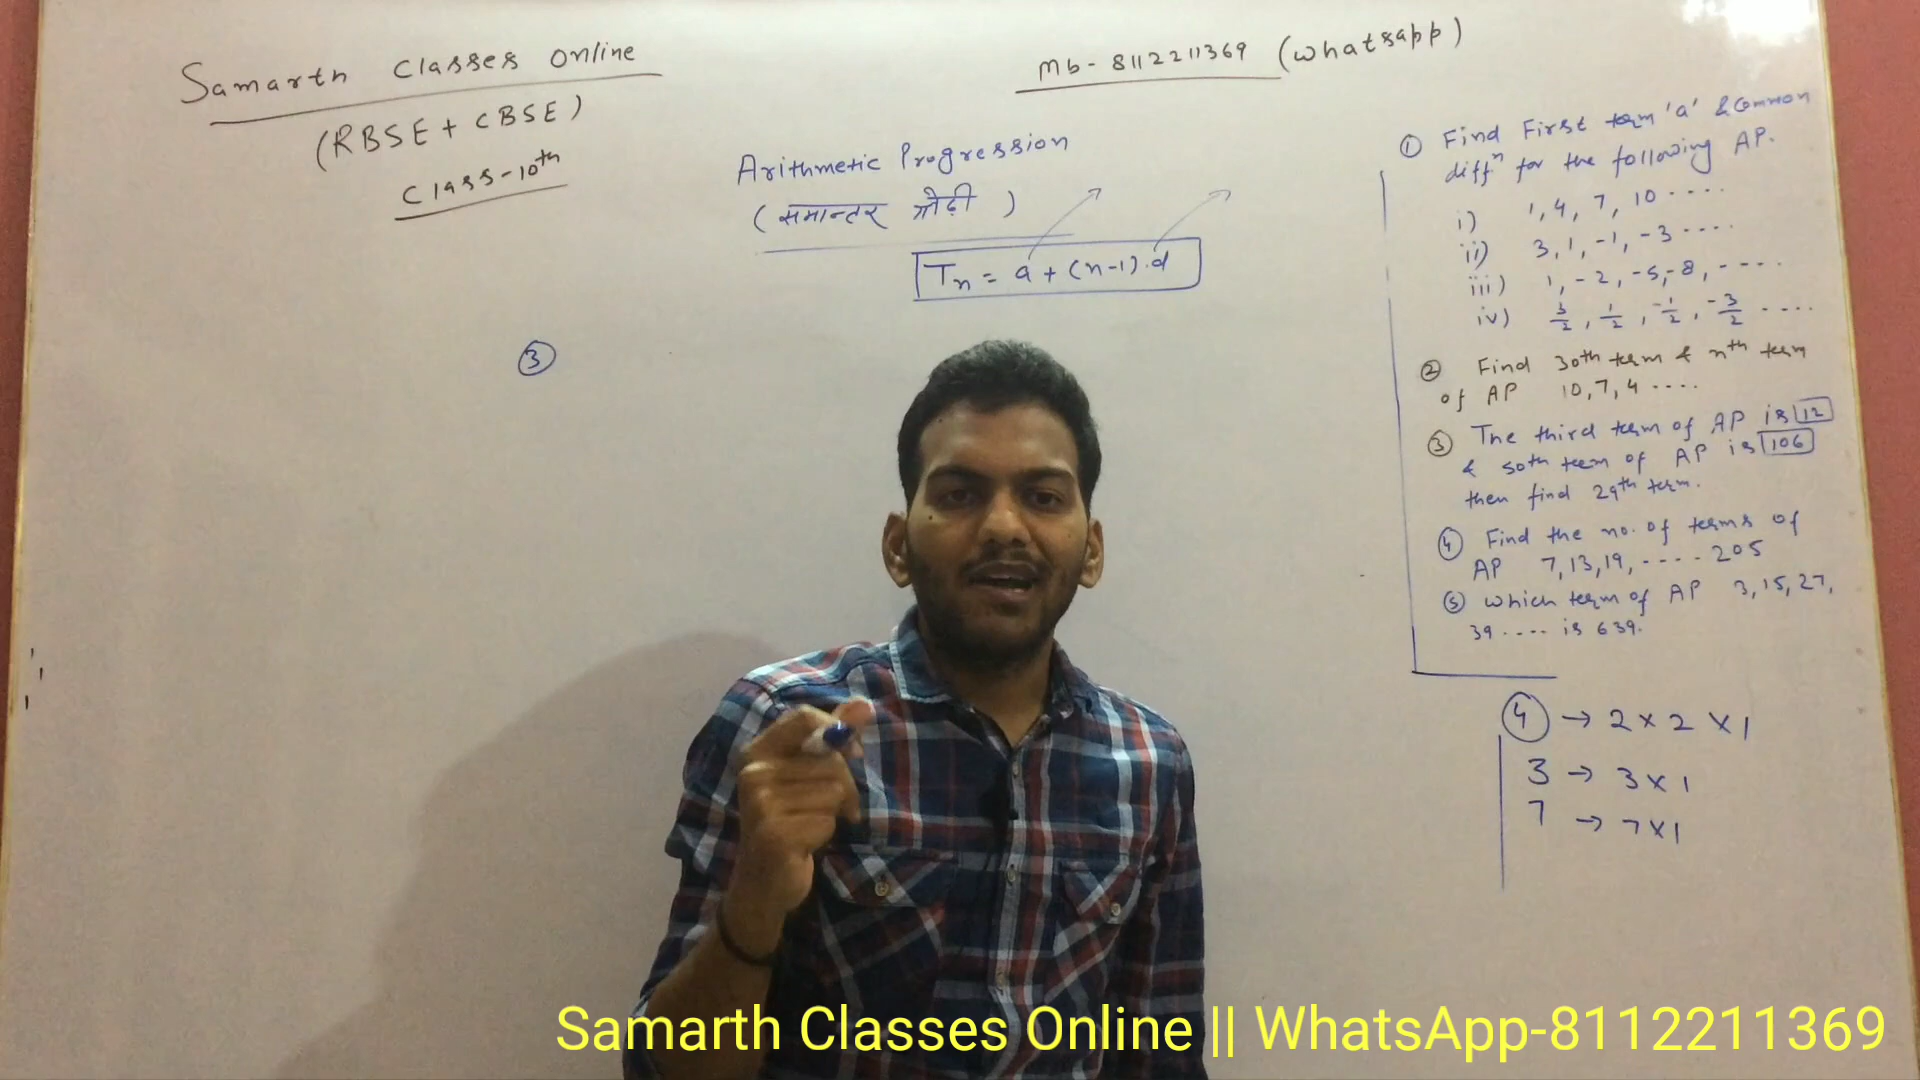 Samarth Classes Online
(RBSE + CBSE)
Class-10th
Mb- 8112211369 (whatsapp)
Arithmetic Progression
(समान्तर श्रेढ़ी)
Tn = a + (n-1).d
③
① Find First term 'a' & Common
diffn for the following AP.
i) 1, 4, 7, 10 ....
ii) 3, 1, -1, -3 ....
iii) 1, -2, -5, -8, ----
iv) 3/2, 1/2, -1/2, -3/2 ....
② Find 30th term & nth term
of AP 10, 7, 4 ....
③ The third term of AP is 12
& 50th term of AP is 106
then find 29th term.
④ Find the no. of terms of
AP 7, 13, 19, ---- 205
⑤ which term of AP 3, 15, 27,
39 .... is 639.
④ → 2 x 2 x 1
3 → 3 x 1
7 → 7 x 1
Samarth Classes Online || WhatsApp-8112211369